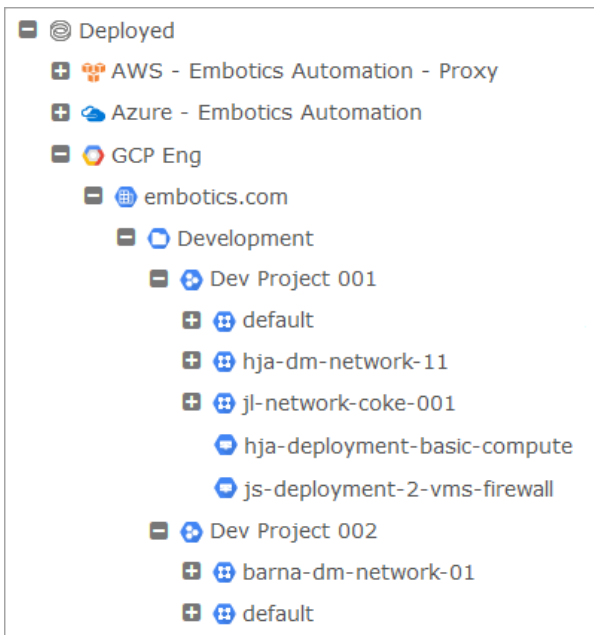 Deployed
AWS - Embotics Automation - Proxy
Azure - Embotics Automation
GCP Eng
embotics.com
Development
Dev Project 001
default
hja-dm-network-11
jl-network-coke-001
hja-deployment-basic-compute
js-deployment-2-vms-firewall
Dev Project 002
barna-dm-network-01
default